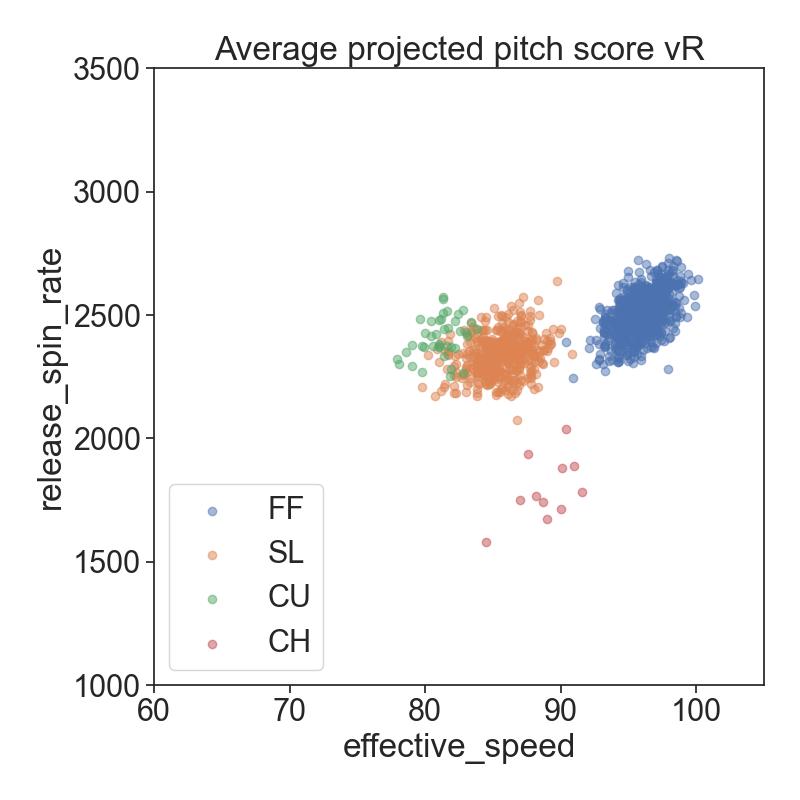 Average projected pitch score vR
3500
3000
2500
2000
1500
1000
release_spin_rate
FF
SL
CU
CH
60 70 80 90 100
effective_speed